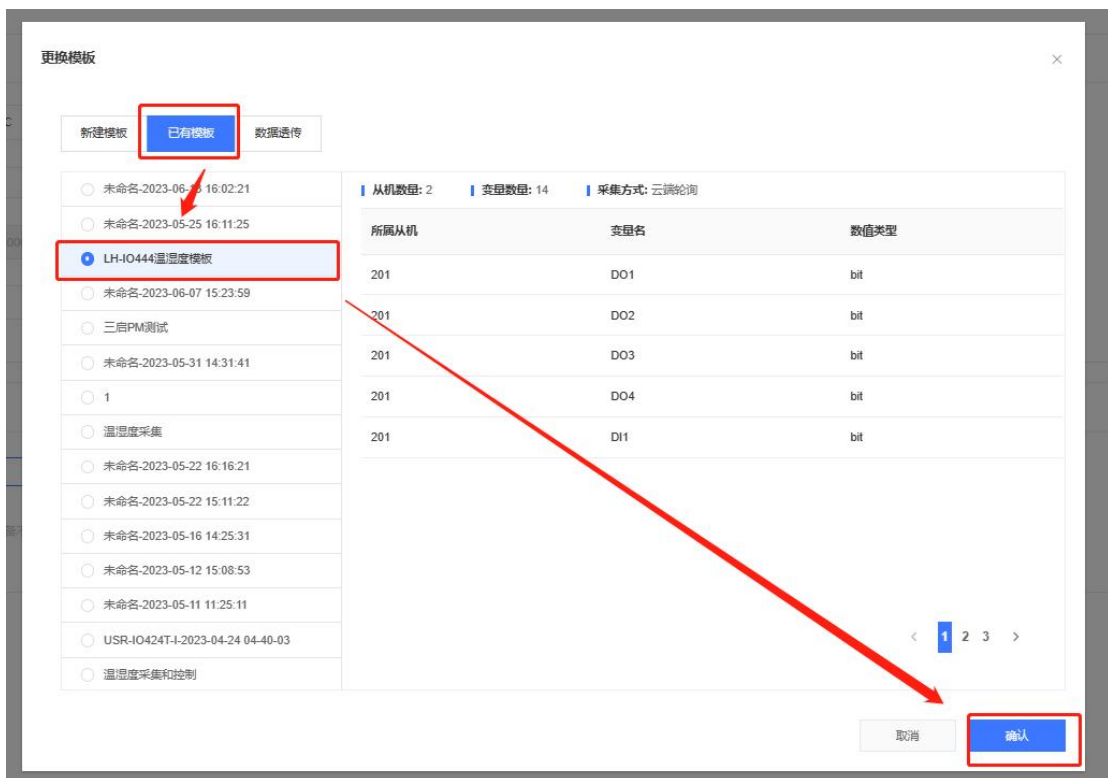 更换模板
新建模板 已有模板 数据透传
未命名-2023-06- 16:02:21
未命名-2023-05-25 16:11:25
LH-IO444温湿度模板
未命名-2023-06-07 15:23:59
三启PM测试
未命名-2023-05-31 14:31:41
1
温湿度采集
未命名-2023-05-22 16:16:21
未命名-2023-05-22 15:11:22
未命名-2023-05-16 14:25:31
未命名-2023-05-12 15:08:53
未命名-2023-05-11 11:25:11
USR-IO424T-I-2023-04-24 04-40-03
温湿度采集和控制
从机数量: 2 变量数量: 14 采集方式: 云端轮询
所属从机 变量名 数值类型
201 DO1 bit
201 DO2 bit
201 DO3 bit
201 DO4 bit
201 DI1 bit
< 1 2 3 >
取消 确认